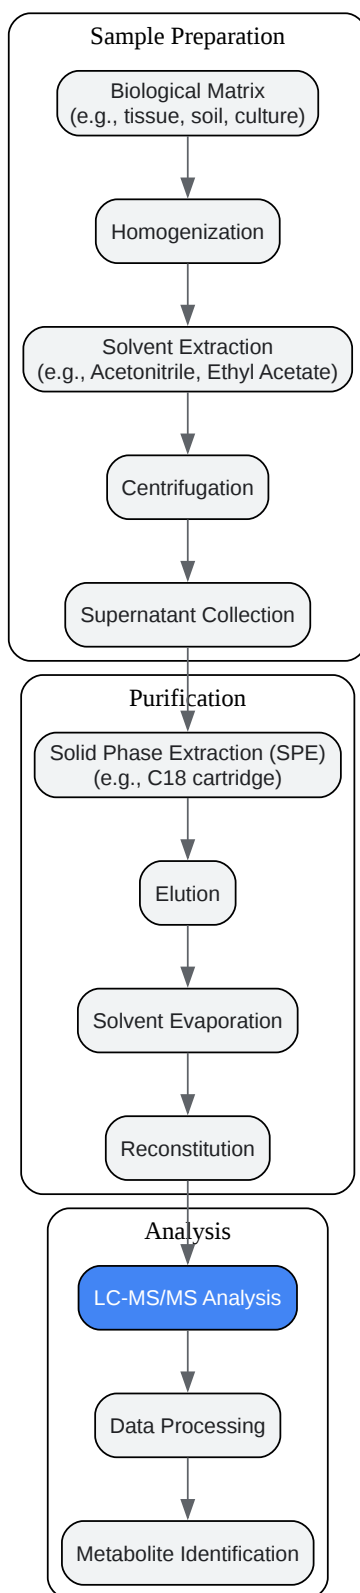 Sample Preparation
Biological Matrix
(e.g., tissue, soil, culture)
Homogenization
Solvent Extraction
(e.g., Acetonitrile, Ethyl Acetate)
Centrifugation
Supernatant Collection
Purification
Solid Phase Extraction (SPE)
(e.g., C18 cartridge)
Elution
Solvent Evaporation
Reconstitution
Analysis
LC-MS/MS Analysis
Data Processing
Metabolite Identification